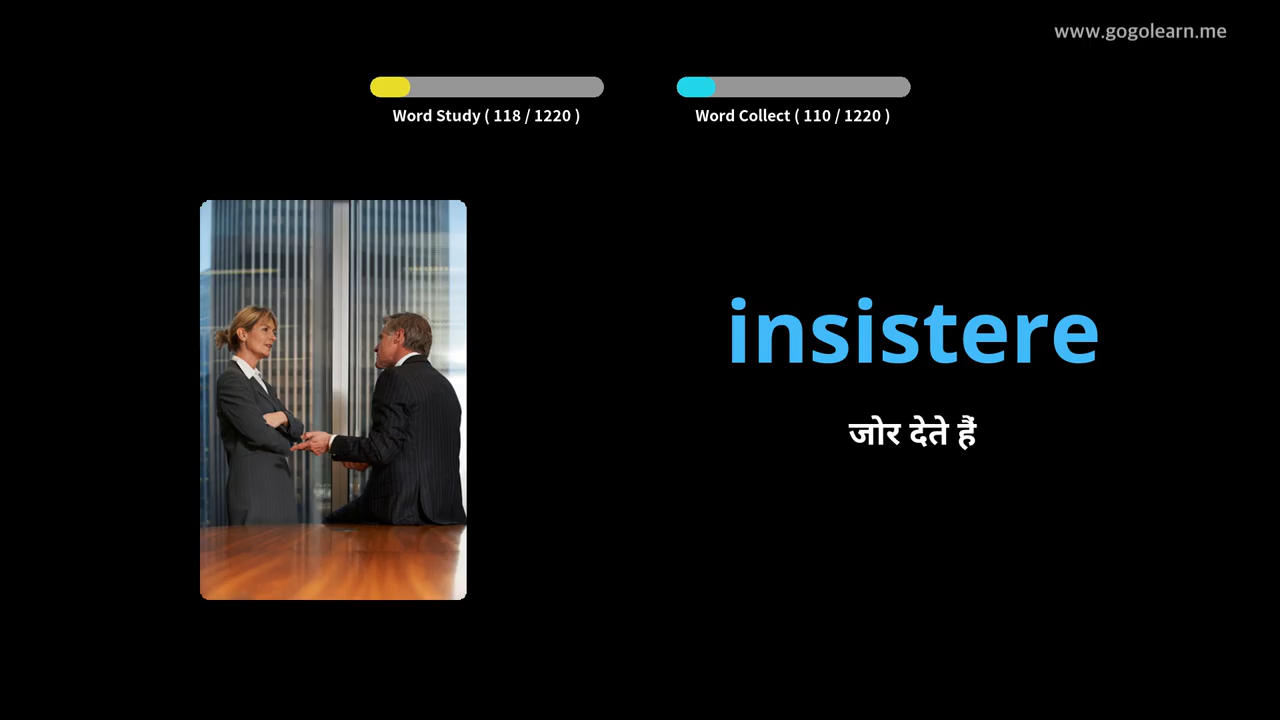 www.gogolearn.me
Word Study ( 118 / 1220 )
Word Collect ( 110 / 1220 )
insistere
जोर देते हैं